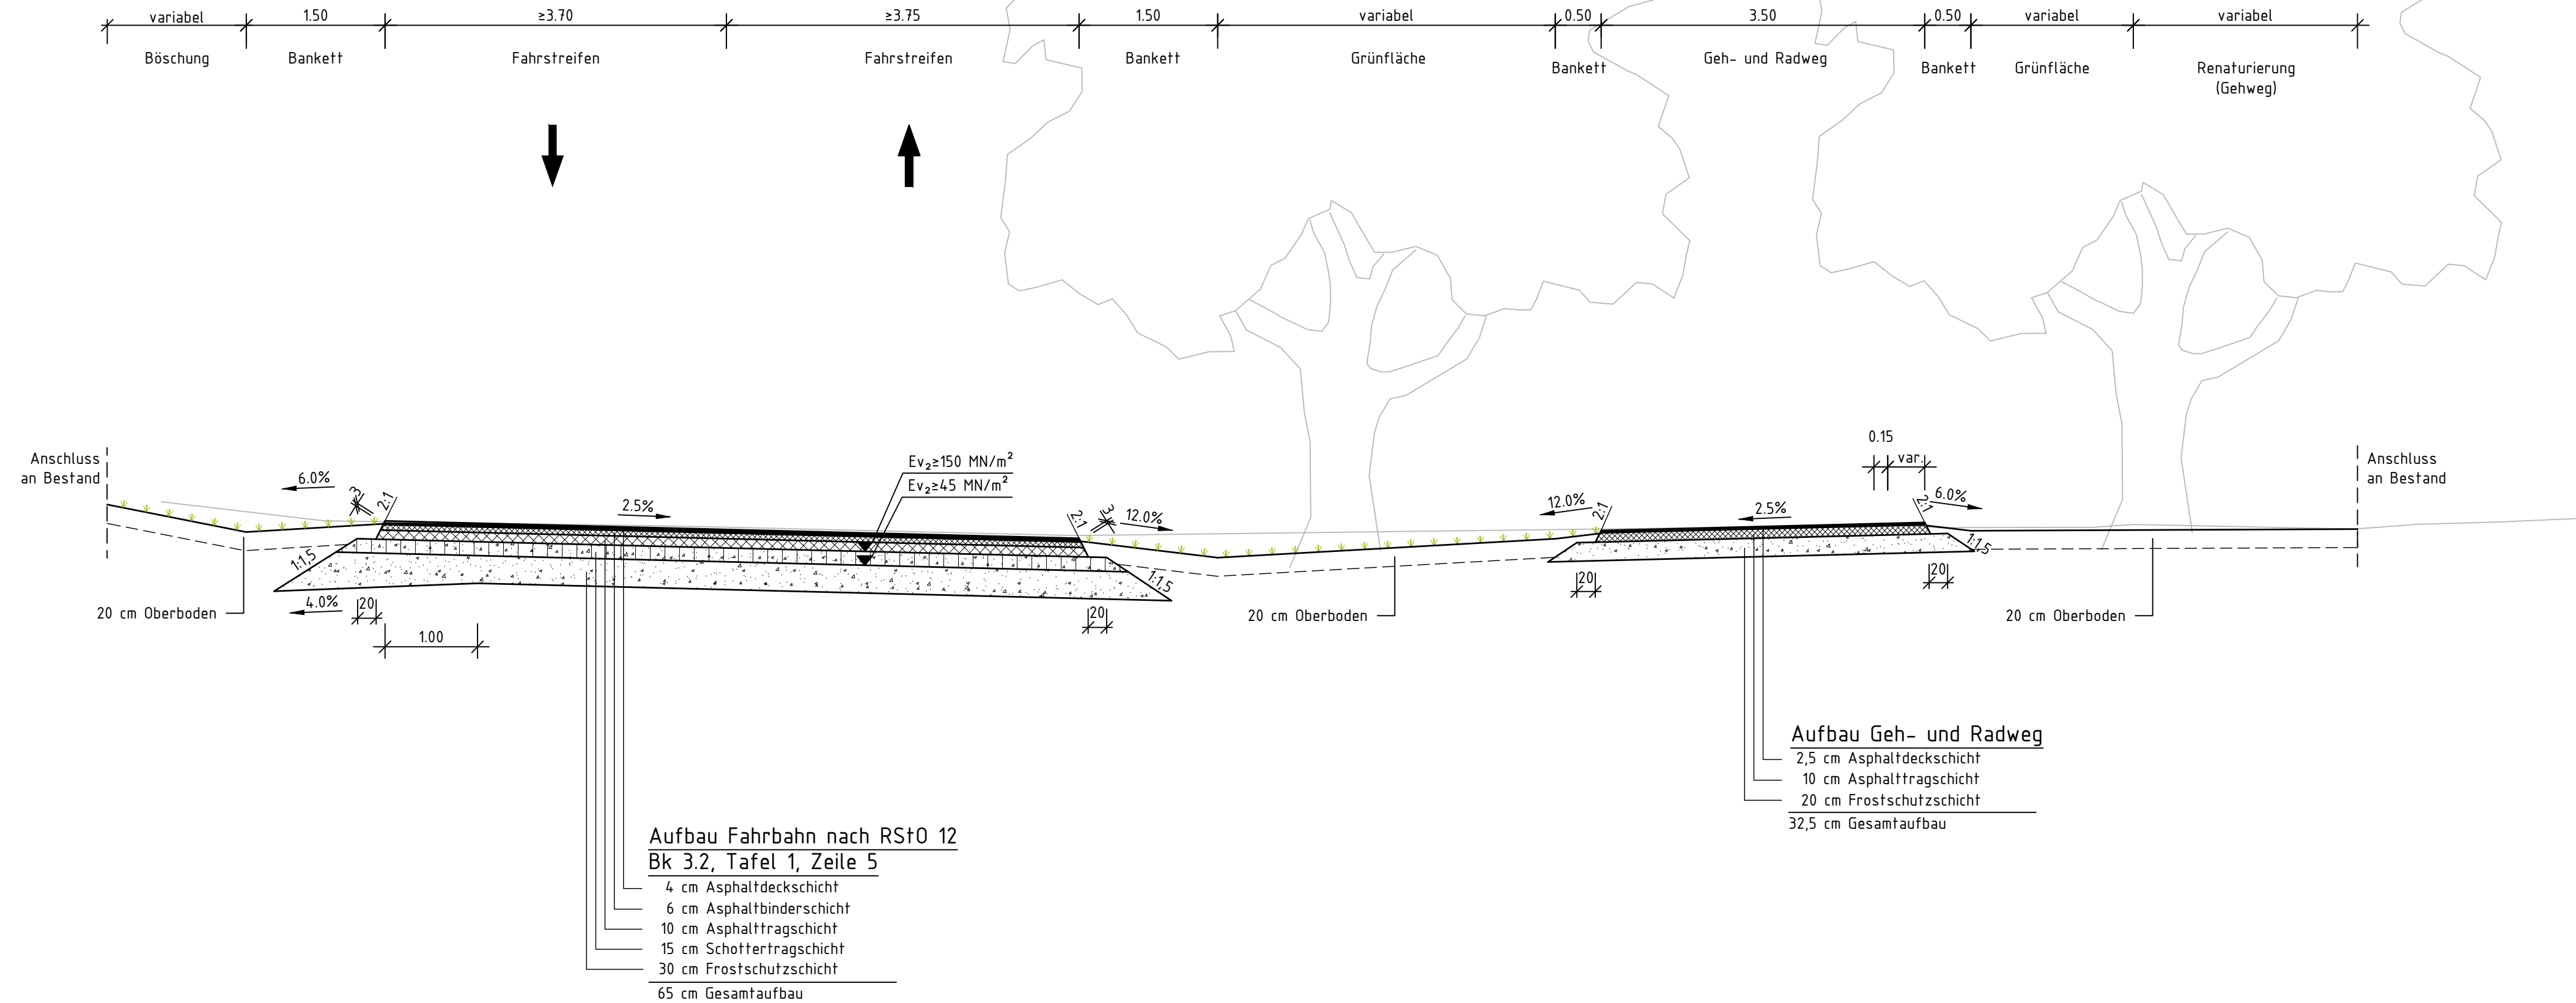 variabel
1.50
≥3.70
≥3.75
1.50
variabel
0.50
3.50
0.50
variabel
variabel
Böschung
Bankett
Fahrstreifen
Fahrstreifen
Bankett
Grünfläche
Bankett
Geh- und Radweg
Bankett
Grünfläche
Renaturierung
(Gehweg)
Anschluss
an Bestand
6.0%
3
2:1
2.5%
Ev₂≥150 MN/m²
Ev₂≥45 MN/m²
2:1
3
12.0%
12.0%
2:1
2.5%
0.15
var.
2:1
6.0%
Anschluss
an Bestand
1:1,5
4.0%
20
1.00
20 cm Oberboden
1:1.5
20
20 cm Oberboden
20
20
1:1.5
20 cm Oberboden
Aufbau Geh- und Radweg
2,5 cm Asphaltdeckschicht
10 cm Asphalttragschicht
20 cm Frostschutzschicht
32,5 cm Gesamtaufbau
Aufbau Fahrbahn nach RStO 12
Bk 3.2, Tafel 1, Zeile 5
4 cm Asphaltdeckschicht
6 cm Asphaltbinderschicht
10 cm Asphalttragschicht
15 cm Schottertragschicht
30 cm Frostschutzschicht
65 cm Gesamtaufbau